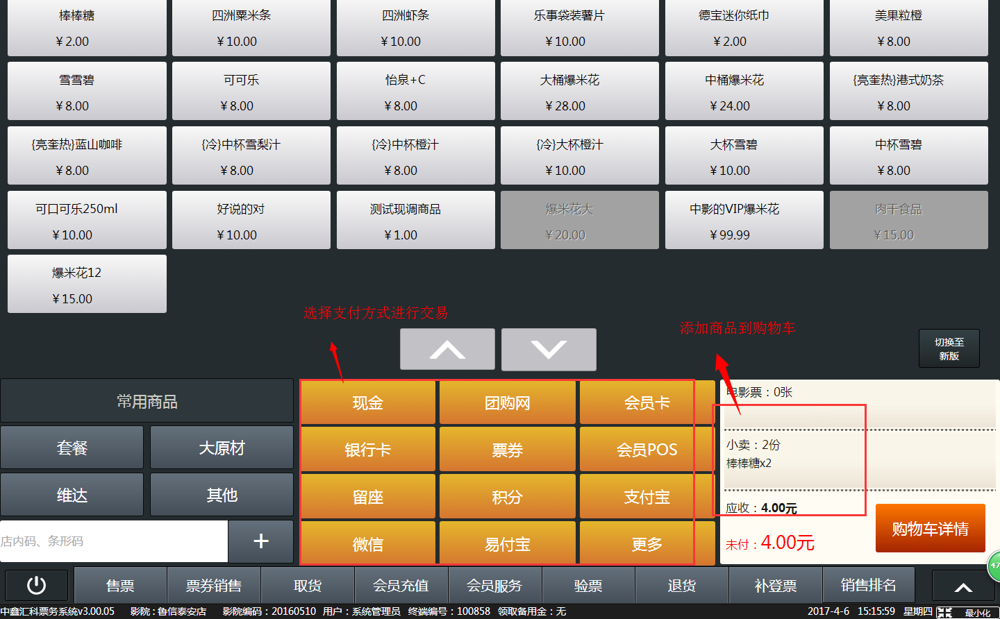 棒棒糖 四洲粟米条 四洲虾条 乐事袋装薯片 德宝迷你纸巾 美果粒橙
￥2.00 ￥10.00 ￥10.00 ￥10.00 ￥2.00 ￥8.00
雪雪碧 可可乐 怡泉+C 大桶爆米花 中桶爆米花 {亮奎热}港式奶茶
￥8.00 ￥8.00 ￥8.00 ￥28.00 ￥24.00 ￥8.00
{亮奎热}蓝山咖啡 {冷}中杯雪梨汁 {冷}中杯橙汁 {冷}大杯橙汁 大杯雪碧 中杯雪碧
￥8.00 ￥8.00 ￥8.00 ￥10.00 ￥10.00 ￥8.00
可口可乐250ml 好说的对 测试现调商品 爆米花大 中影的VIP爆米花 肉干食品
￥10.00 ￥10.00 ￥1.00 ￥20.00 ￥99.99 ￥15.00
爆米花12
￥15.00
选择支付方式进行交易
添加商品到购物车
切换至
新版
常用商品
套餐 大原材
维达 其他
店内码、条形码 +
现金 团购网 会员卡
银行卡 票券 会员POS
留座 积分 支付宝
微信 易付宝 更多
电影票：0张
小卖：2份
棒棒糖x2
应收：4.00元
未付：4.00元
购物车详情
47
售票 票券销售 取货 会员充值 会员服务 验票 退货 补登票 销售排名
中鑫汇科票务系统v3.00.05 影院：鲁信泰安店 影院编码：20160510 用户：系统管理员 终端编号：100858 领取备用金：无 2017-4-6 15:15:59 星期四 最小化